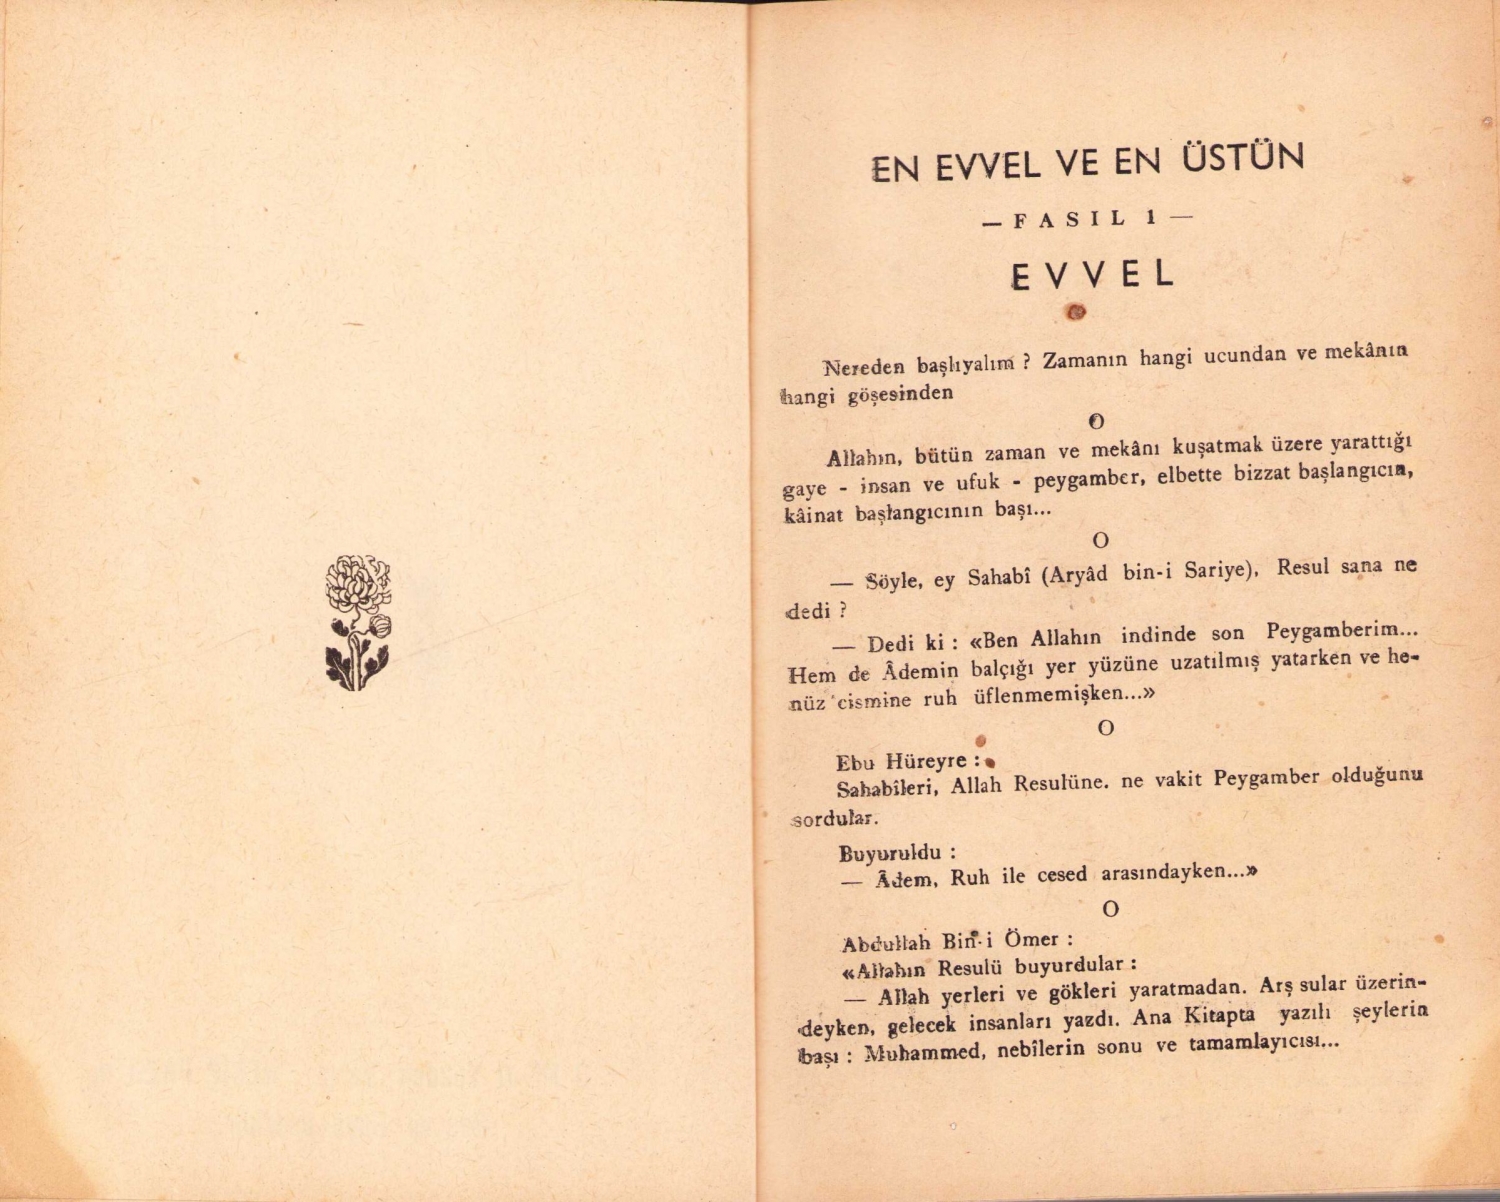 EN EVVEL VE EN ÜSTÜN
— FASIL 1 —
EVVEL
Nereden başlıyalım ? Zamanın hangi ucundan ve mekânın
hangi göşesinden
O
Allahın, bütün zaman ve mekânı kuşatmak üzere yarattığı
gaye - insan ve ufuk - peygamber, elbette bizzat başlangıcın,
kâinat başlangıcının başı...
O
— Söyle, ey Sahabî (Aryâd bin-i Sariye), Resul sana ne
dedi ?
— Dedi ki : «Ben Allahın indinde son Peygamberim...
Hem de Âdemin balçığı yer yüzüne uzatılmış yatarken ve he-
nüz cismine ruh üflenmemişken...»
O
Ebu Hüreyre :
Sahabîleri, Allah Resulüne. ne vakit Peygamber olduğunu
sordular.
Buyuruldu :
— Âdem, Ruh ile cesed arasındayken...»
O
Abdullah Bin-i Ömer :
«Allahın Resulü buyurdular :
— Allah yerleri ve gökleri yaratmadan. Arş sular üzerin-
deyken, gelecek insanları yazdı. Ana Kitapta yazılı şeylerin
başı : Muhammed, nebîlerin sonu ve tamamlayıcısı...